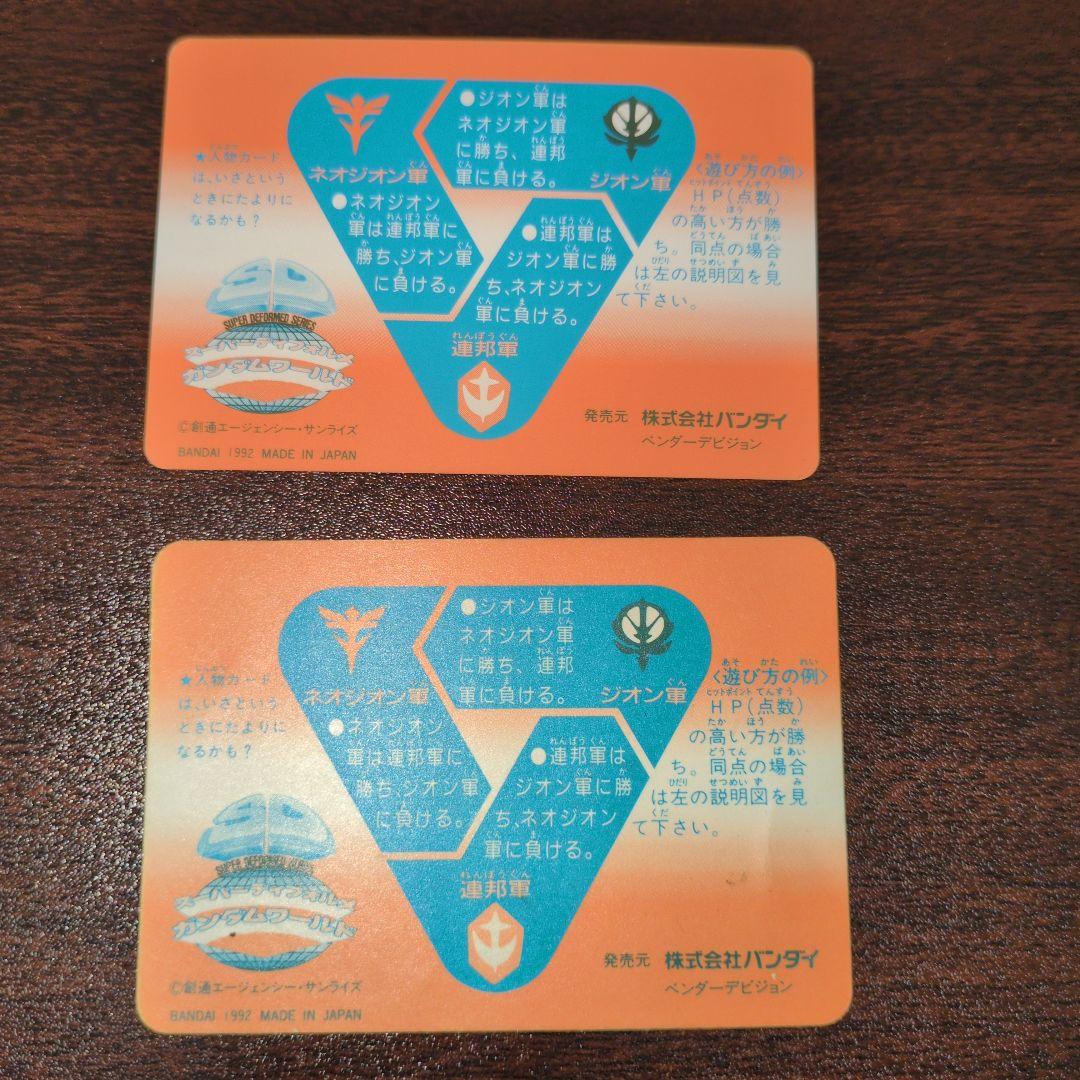 ●ジオン軍は
ネオジオン軍
に勝ち、連邦
軍に負ける。
ジオン軍
ネオジオン軍
●ネオジオン
軍は連邦軍に
勝ち、ジオン軍
に負ける。
●連邦軍は
ジオン軍に勝
ち、ネオジオン
軍に負ける。
連邦軍
★人物カード
は、いざという
ときにたよりに
なるかも?
〈遊び方の例〉
HP(点数)
の高い方が勝
ち。同点の場合
は左の説明図を見
て下さい。
SUPER DEFORMED SERIES
スーパーディフォルメ
ガンダムワールド
©創通エージェンシー・サンライズ
BANDAI 1992 MADE IN JAPAN
発売元 株式会社バンダイ
ベンダーデビジョン
●ジオン軍は
ネオジオン軍
に勝ち、連邦
軍に負ける。
ジオン軍
ネオジオン軍
●ネオジオン
軍は連邦軍に
勝ち、ジオン軍
に負ける。
●連邦軍は
ジオン軍に勝
ち、ネオジオン
軍に負ける。
連邦軍
★人物カード
は、いざという
ときにたよりに
なるかも?
〈遊び方の例〉
HP(点数)
の高い方が勝
ち。同点の場合
は左の説明図を見
て下さい。
SUPER DEFORMED SERIES
スーパーディフォルメ
ガンダムワールド
©創通エージェンシー・サンライズ
BANDAI 1992 MADE IN JAPAN
発売元 株式会社バンダイ
ベンダーデビジョン